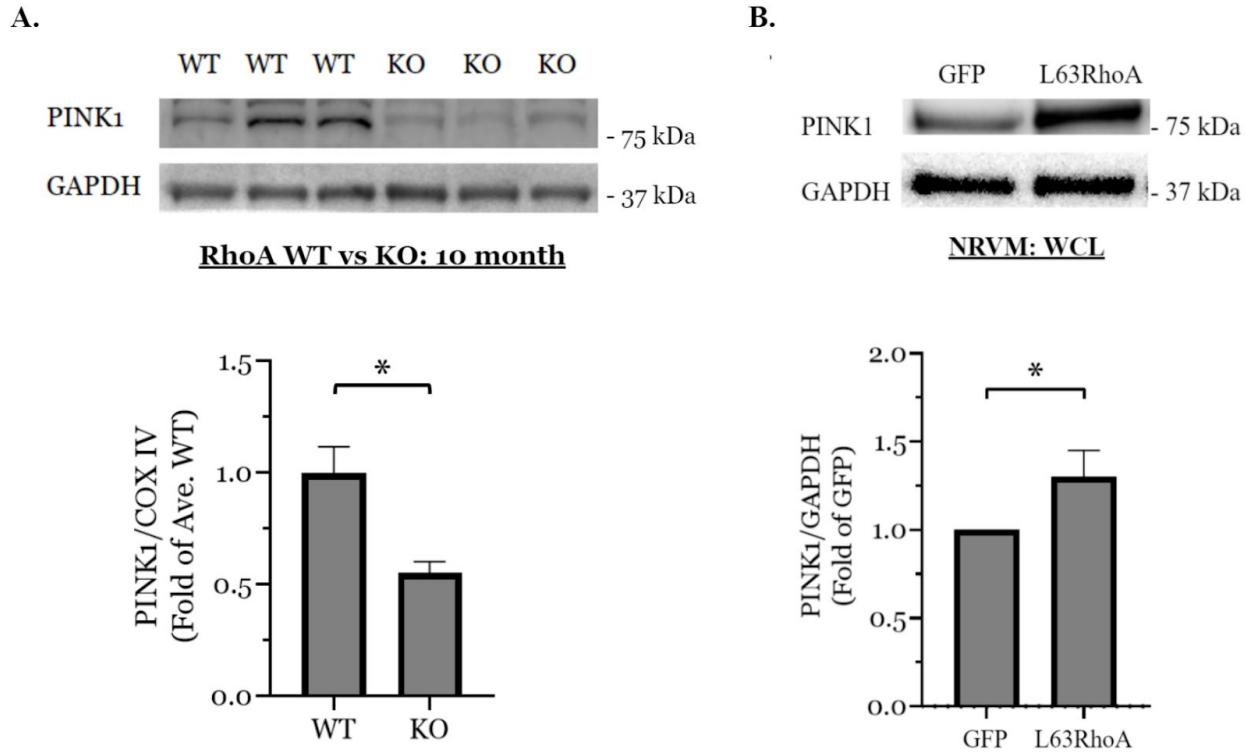 A.
WT WT WT KO KO KO
PINK1
- 75 kDa
GAPDH
- 37 kDa
RhoA WT vs KO: 10 month
PINK1/COX IV
(Fold of Ave. WT)
1.5
1.0
0.5
0.0
*
WT KO
B.
GFP L63RhoA
PINK1
- 75 kDa
GAPDH
- 37 kDa
NRVM: WCL
PINK1/GAPDH
(Fold of GFP)
2.0
1.5
1.0
0.5
0.0
*
GFP L63RhoA